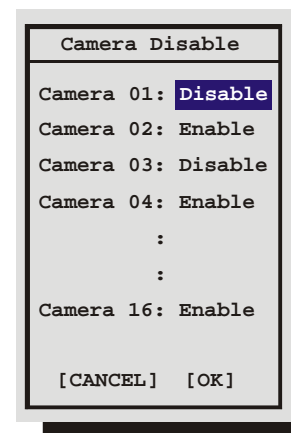 Camera Disable
Camera 01: Disable
Camera 02: Enable
Camera 03: Disable
Camera 04: Enable
:
:
Camera 16: Enable
[CANCEL] [OK]